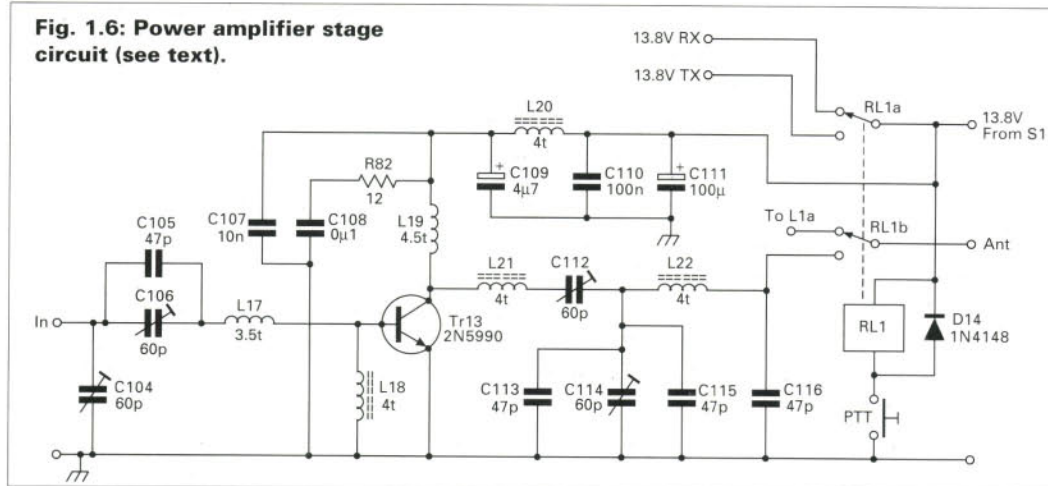 Fig. 1.6: Power amplifier stage
circuit (see text).
13.8V RX
13.8V TX
RL1a
13.8V
From S1
L20
4t
R82
12
C109
4µ7
+
C110
100n
C111
100µ
+
C107
10n
C108
0µ1
L19
4.5t
To L1a
RL1b
Ant
C105
47p
C106
60p
L17
3.5t
In
C104
60p
L18
4t
Tr13
2N5990
L21
4t
C112
60p
L22
4t
C113
47p
C114
60p
C115
47p
C116
47p
RL1
D14
1N4148
PTT